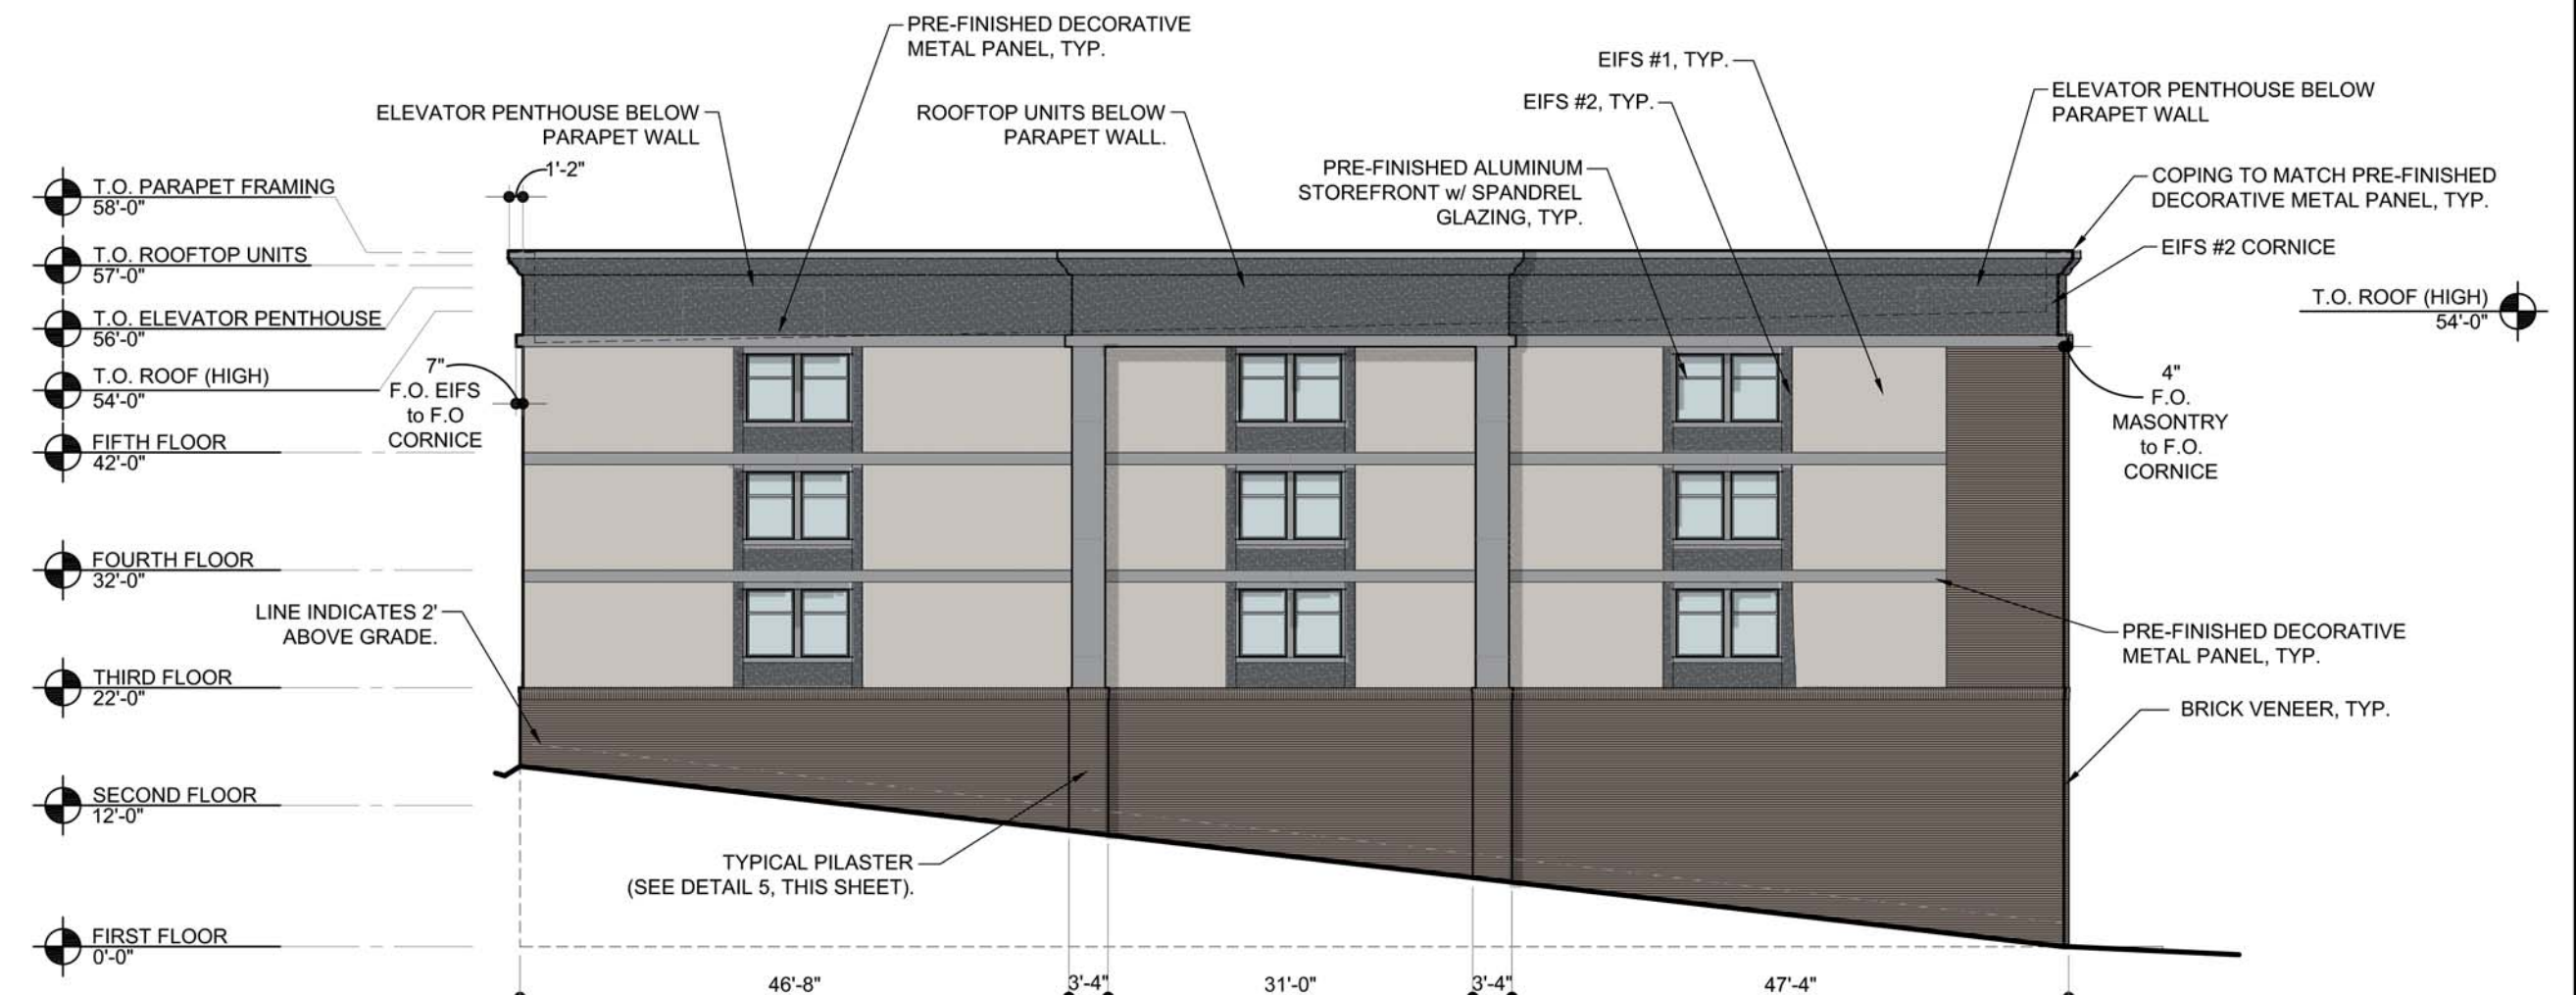 PRE-FINISHED DECORATIVE
METAL PANEL, TYP.
EIFS #1, TYP.
ELEVATOR PENTHOUSE BELOW
PARAPET WALL
EIFS #2, TYP.
ELEVATOR PENTHOUSE BELOW
PARAPET WALL
ROOFTOP UNITS BELOW
PARAPET WALL.
PRE-FINISHED ALUMINUM
STOREFRONT w/ SPANDREL
GLAZING, TYP.
1'-2"
COPING TO MATCH PRE-FINISHED
DECORATIVE METAL PANEL, TYP.
T.O. PARAPET FRAMING
58'-0"
EIFS #2 CORNICE
T.O. ROOFTOP UNITS
57'-0"
T.O. ROOF (HIGH)
54'-0"
T.O. ELEVATOR PENTHOUSE
56'-0"
T.O. ROOF (HIGH)
54'-0"
7"
F.O. EIFS
to F.O
CORNICE
4"
F.O.
MASONTRY
to F.O.
CORNICE
FIFTH FLOOR
42'-0"
FOURTH FLOOR
32'-0"
LINE INDICATES 2'
ABOVE GRADE.
PRE-FINISHED DECORATIVE
METAL PANEL, TYP.
THIRD FLOOR
22'-0"
BRICK VENEER, TYP.
SECOND FLOOR
12'-0"
TYPICAL PILASTER
(SEE DETAIL 5, THIS SHEET).
FIRST FLOOR
0'-0"
46'-8"
3'-4"
31'-0"
3'-4"
47'-4"